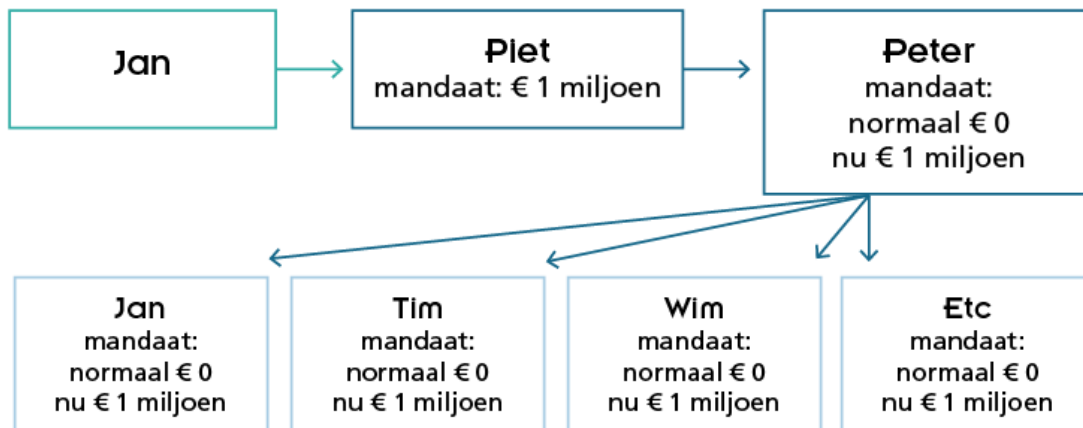 Jan
Piet
mandaat: € 1 miljoen
Peter
mandaat:
normaal € 0
nu € 1 miljoen
Jan
mandaat:
normaal € 0
nu € 1 miljoen
Tim
mandaat:
normaal € 0
nu € 1 miljoen
Wim
mandaat:
normaal € 0
nu € 1 miljoen
Etc
mandaat:
normaal € 0
nu € 1 miljoen